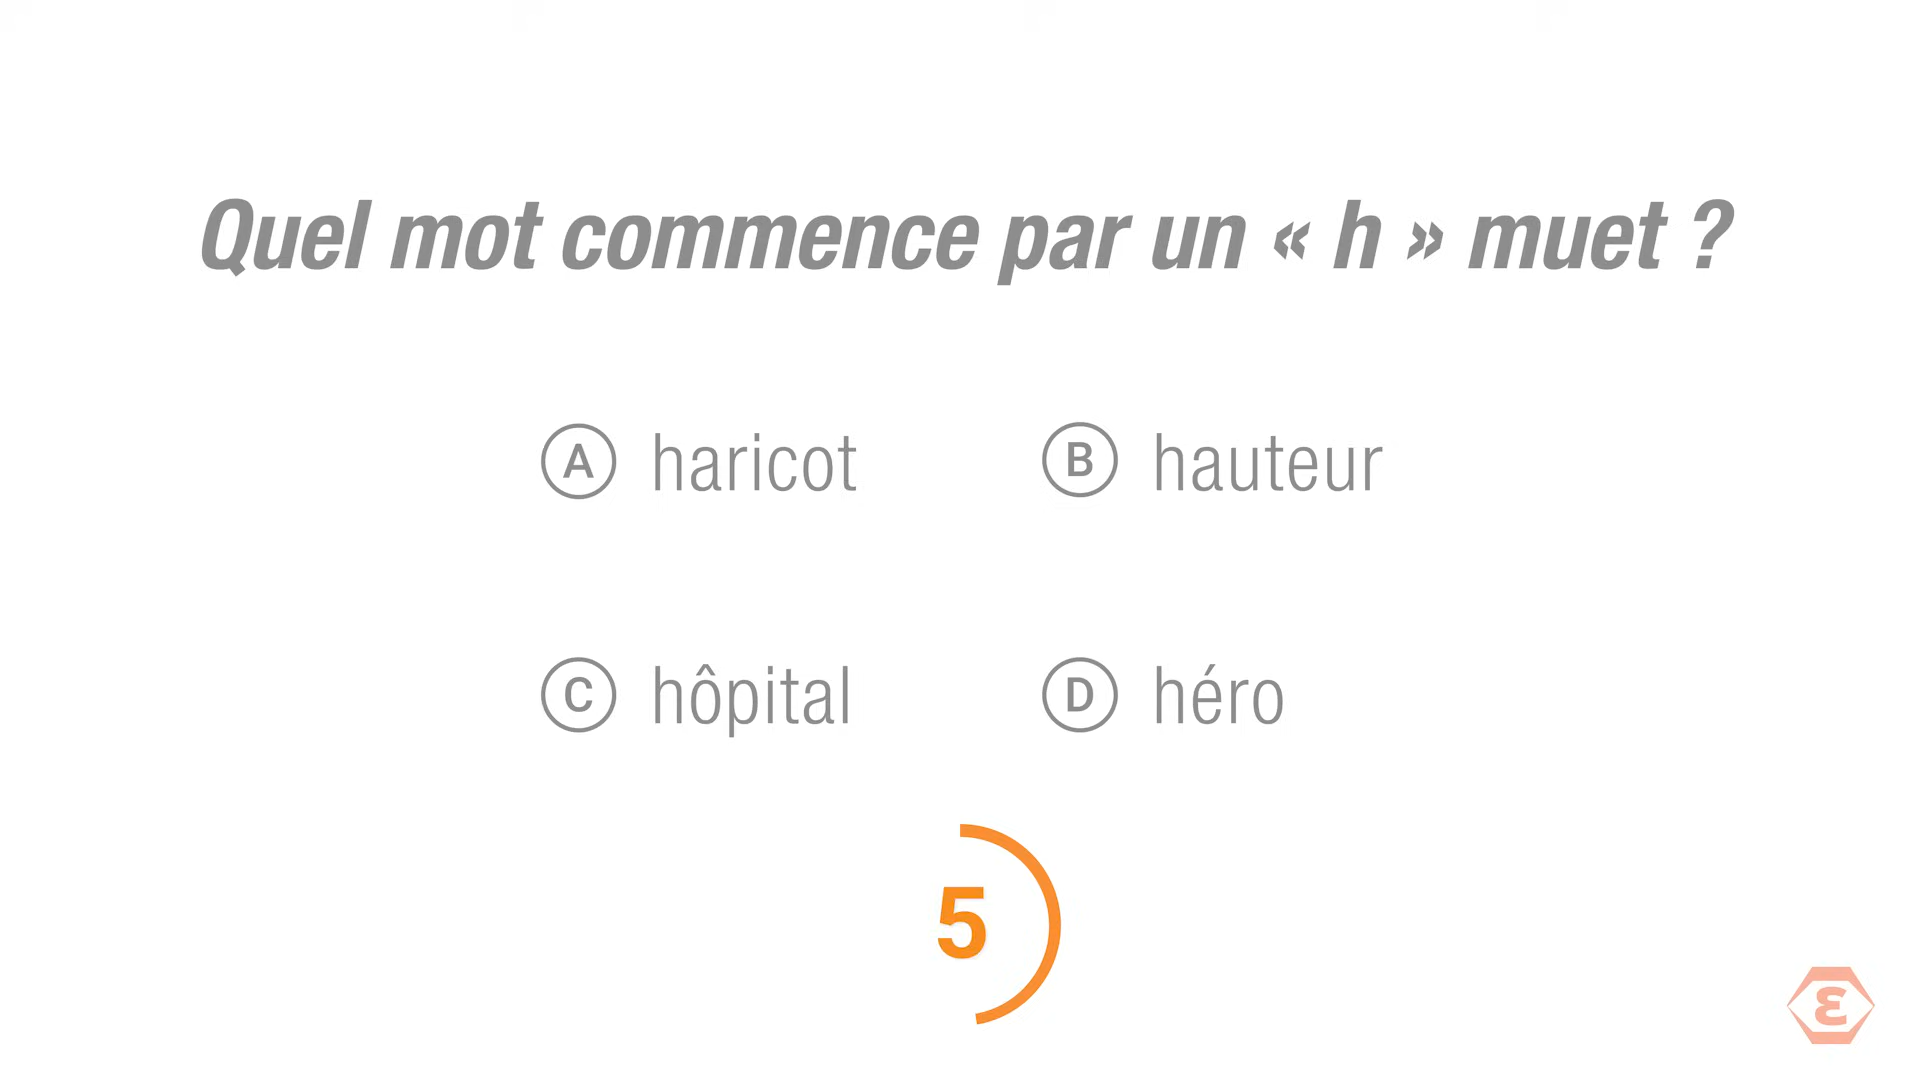 Quel mot commence par un « h » muet ?
A haricot
B hauteur
C hôpital
D héro
5
ε